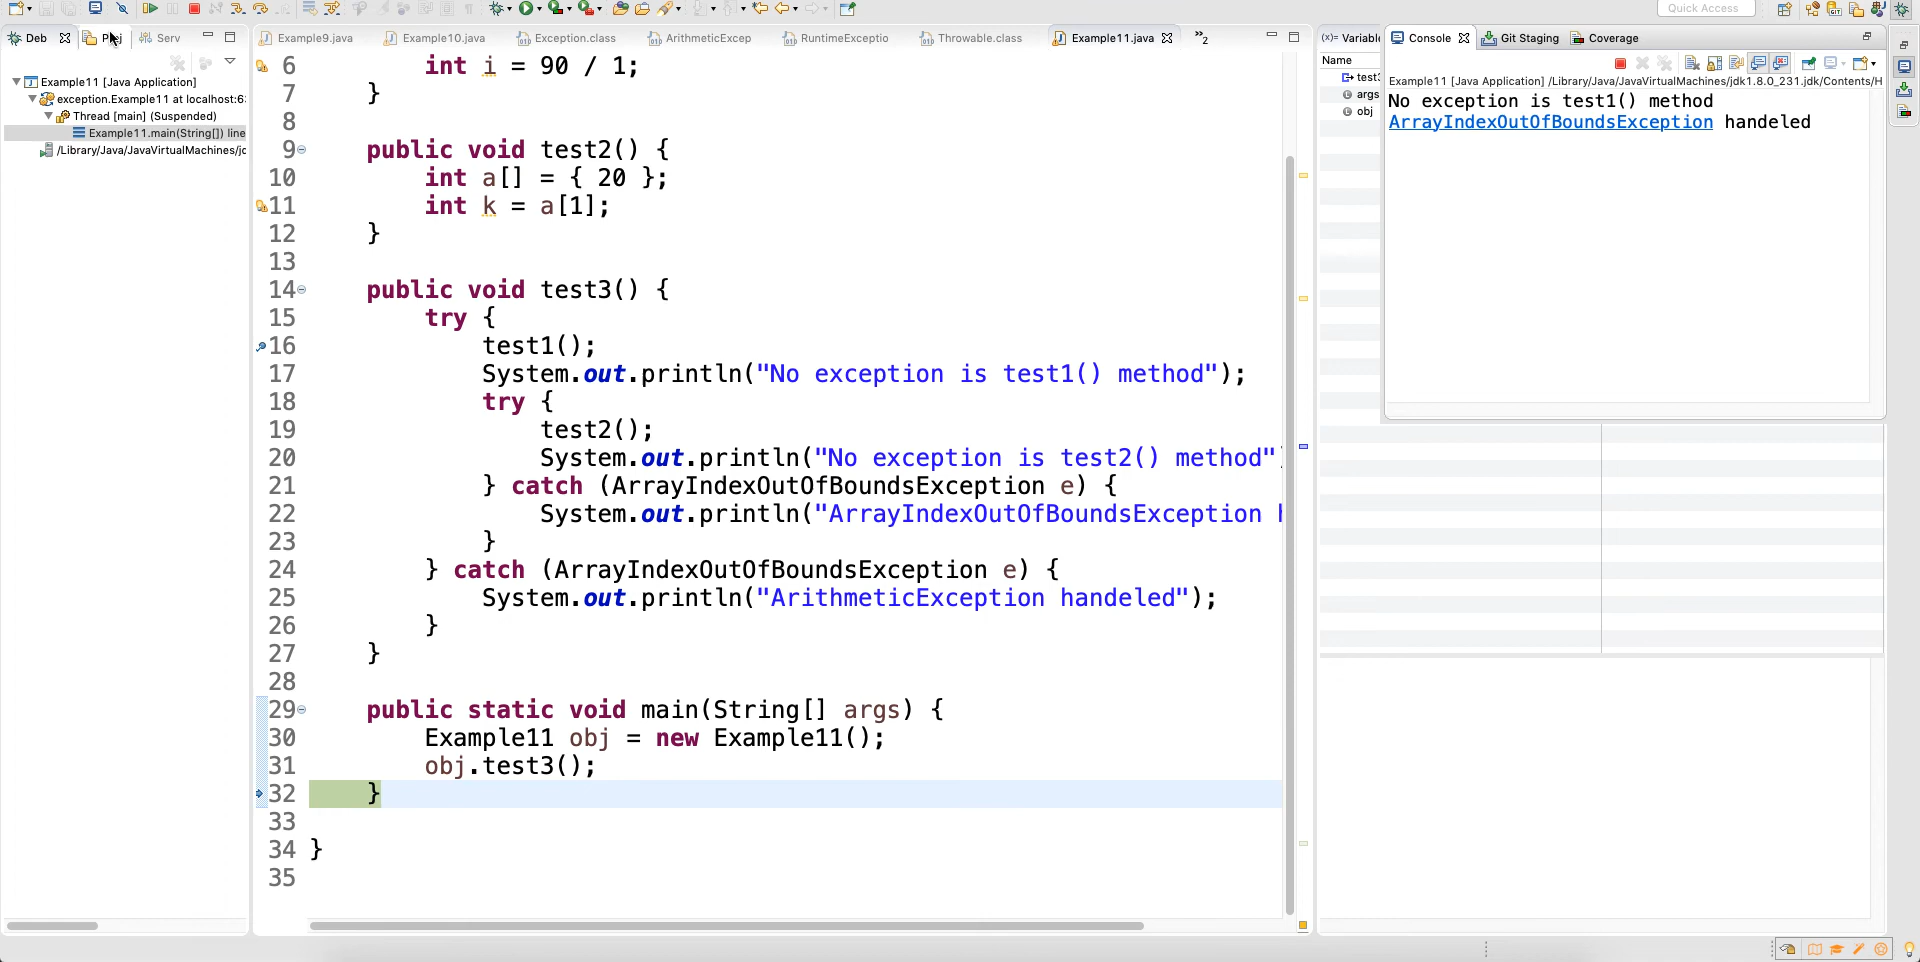 Quick Access
Deb
Proj
Serv
Example9.java
Example10.java
Exception.class
ArithmeticExcep
RuntimeExceptio
Throwable.class
Example11.java
2
(x)= Variabl
Console
Git Staging
Coverage
Example11 [Java Application]
exception.Example11 at localhost:6
Thread [main] (Suspended)
Example11.main(String[]) line
/Library/Java/JavaVirtualMachines/jc
6 int i = 90 / 1;
7 }
8
9 public void test2() {
10 int a[] = { 20 };
11 int k = a[1];
12 }
13
14 public void test3() {
15 try {
16 test1();
17 System.out.println("No exception is test1() method");
18 try {
19 test2();
20 System.out.println("No exception is test2() method"
21 } catch (ArrayIndexOutOfBoundsException e) {
22 System.out.println("ArrayIndexOutOfBoundsException
23 }
24 } catch (ArrayIndexOutOfBoundsException e) {
25 System.out.println("ArithmeticException handeled");
26 }
27 }
28
29 public static void main(String[] args) {
30 Example11 obj = new Example11();
31 obj.test3();
32 }
33
34 }
35
Name
test3
args
obj
Example11 [Java Application] /Library/Java/JavaVirtualMachines/jdk1.8.0_231.jdk/Contents/H
No exception is test1() method
ArrayIndexOutOfBoundsException handeled